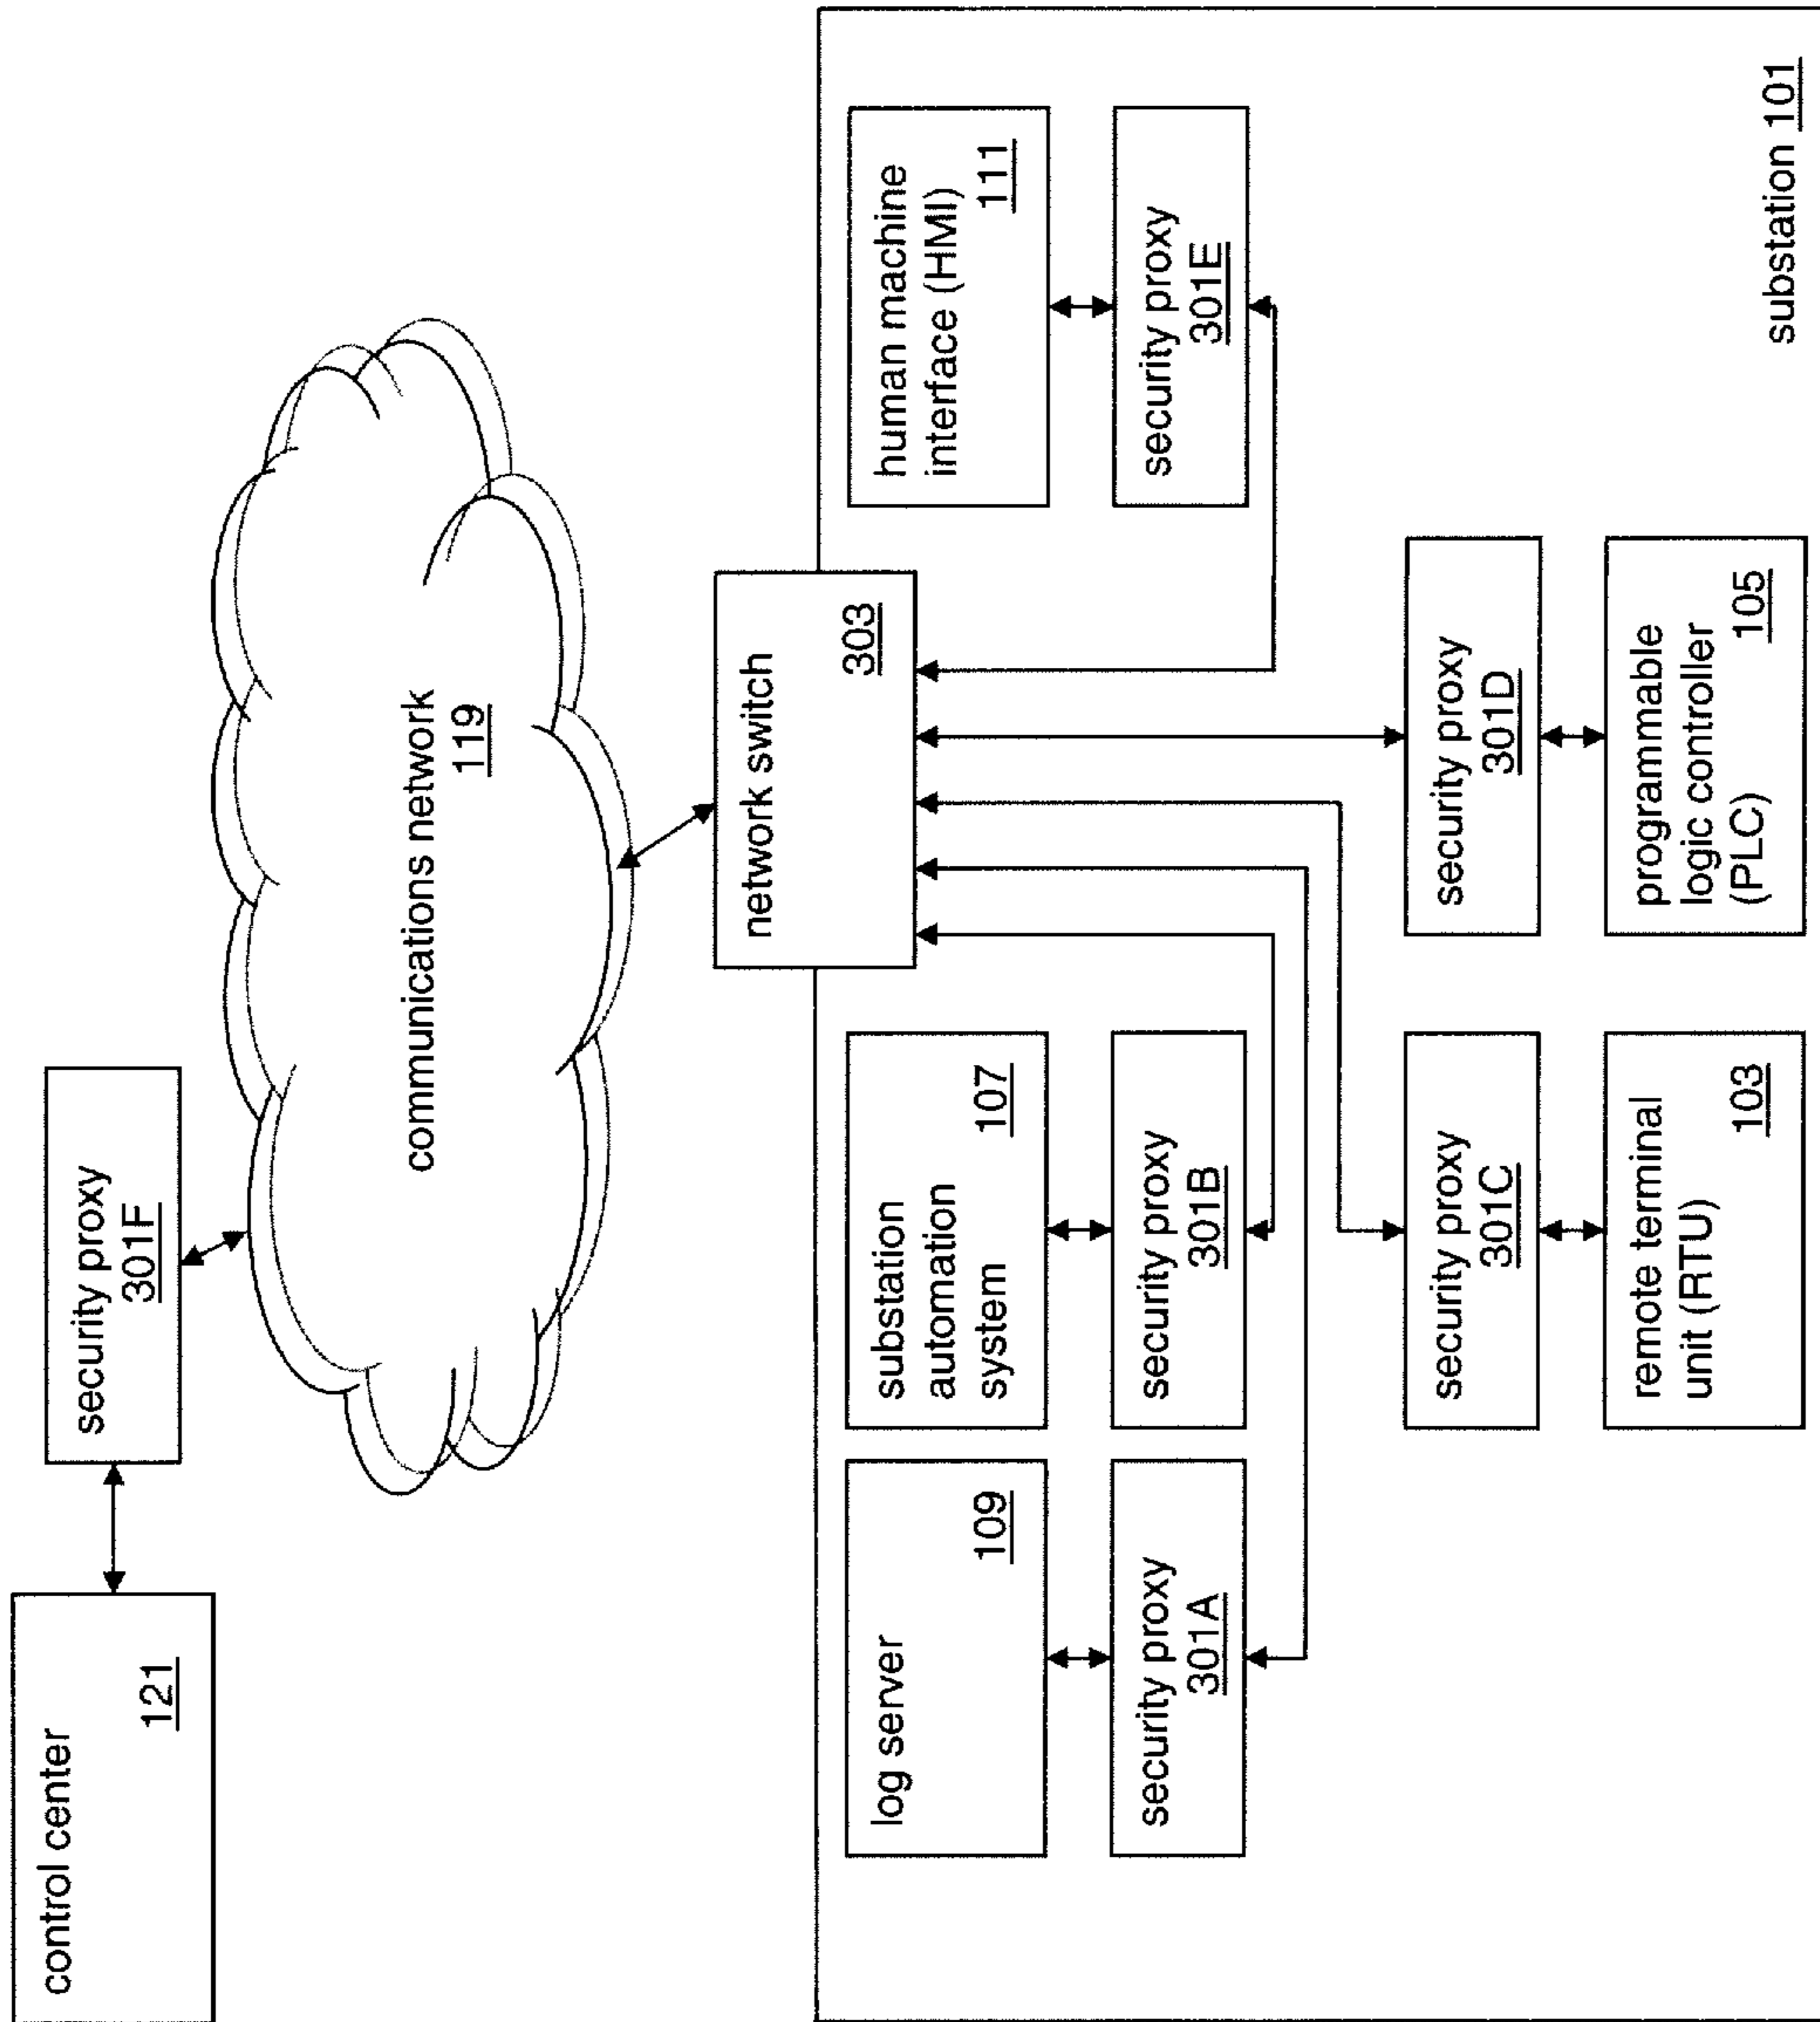 control center
121
security proxy
301F
communications network
119
network switch
303
log server
109
security proxy
301A
substation
automation
system
107
security proxy
301B
human machine
interface (HMI)
111
security proxy
301E
security proxy
301C
remote terminal
unit (RTU)
103
security proxy
301D
programmable
logic controller
(PLC)
105
substation 101